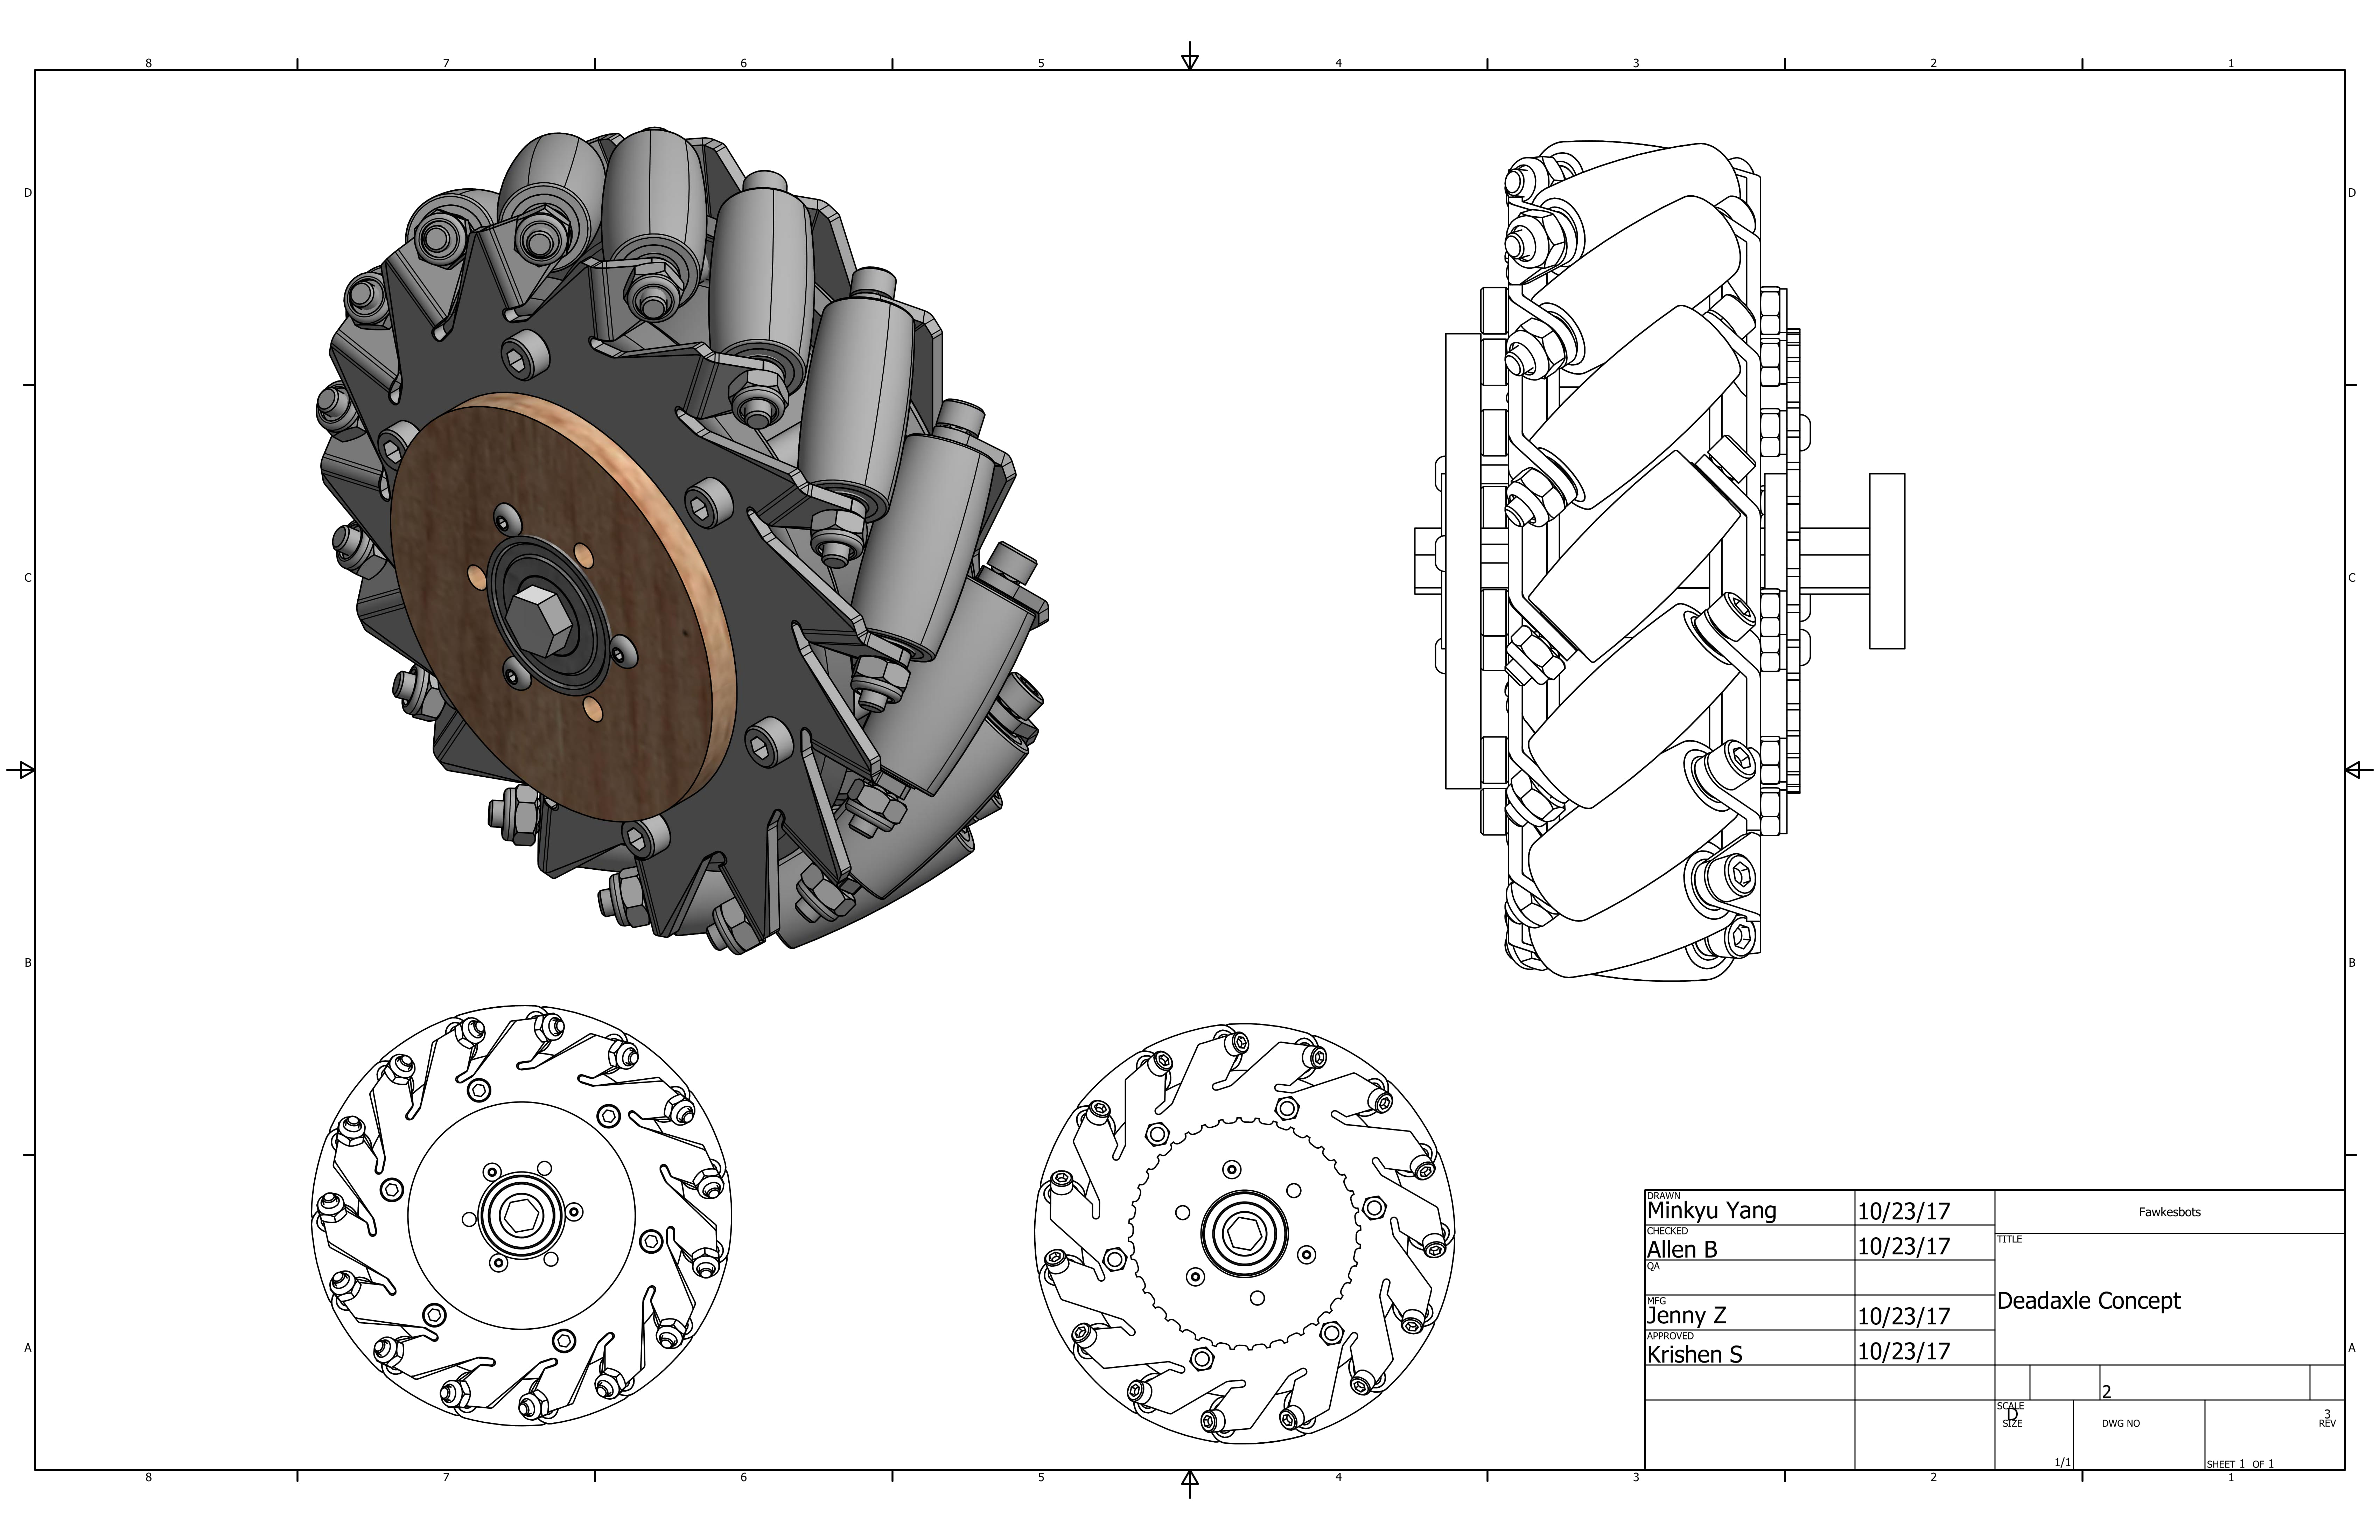 8 7 6 5 4 3 2 1
D D
C C
B B
A A
DRAWN
Minkyu Yang 10/23/17
CHECKED
Allen B 10/23/17
QA
MFG
Jenny Z 10/23/17
APPROVED
Krishen S 10/23/17
Fawkesbots
TITLE
Deadaxle Concept
2
SCALE
D
SIZE
DWG NO
3
REV
1/1
SHEET 1 OF 1
8 7 6 5 4 3 2 1